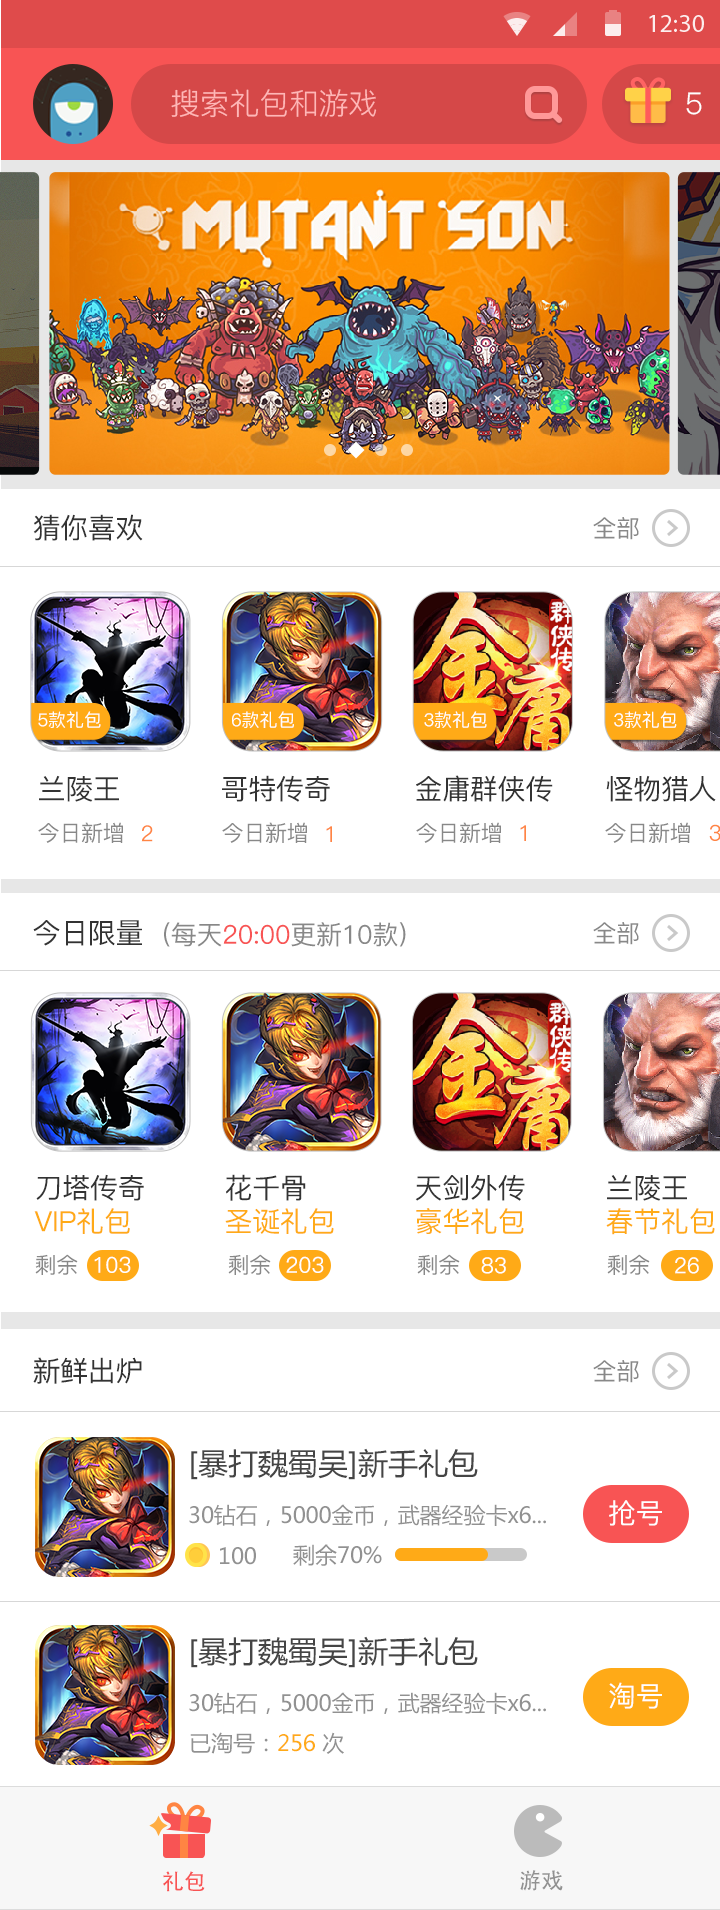 12:30
搜索礼包和游戏
5
MUTANT SON
猜你喜欢
全部
群侠传
金庸
5款礼包
6款礼包
3款礼包
3款礼包
兰陵王
哥特传奇
金庸群侠传
怪物猎人
今日新增 2
今日新增 1
今日新增 1
今日新增 3
今日限量 (每天20:00更新10款)
全部
群侠传
金庸
刀塔传奇
花千骨
天剑外传
兰陵王
VIP礼包
圣诞礼包
豪华礼包
春节礼包
剩余 103
剩余 203
剩余 83
剩余 26
新鲜出炉
全部
[暴打魏蜀吴]新手礼包
30钻石，5000金币，武器经验卡x6...
抢号
100 剩余70%
[暴打魏蜀吴]新手礼包
30钻石，5000金币，武器经验卡x6...
淘号
已淘号：256 次
礼包
游戏